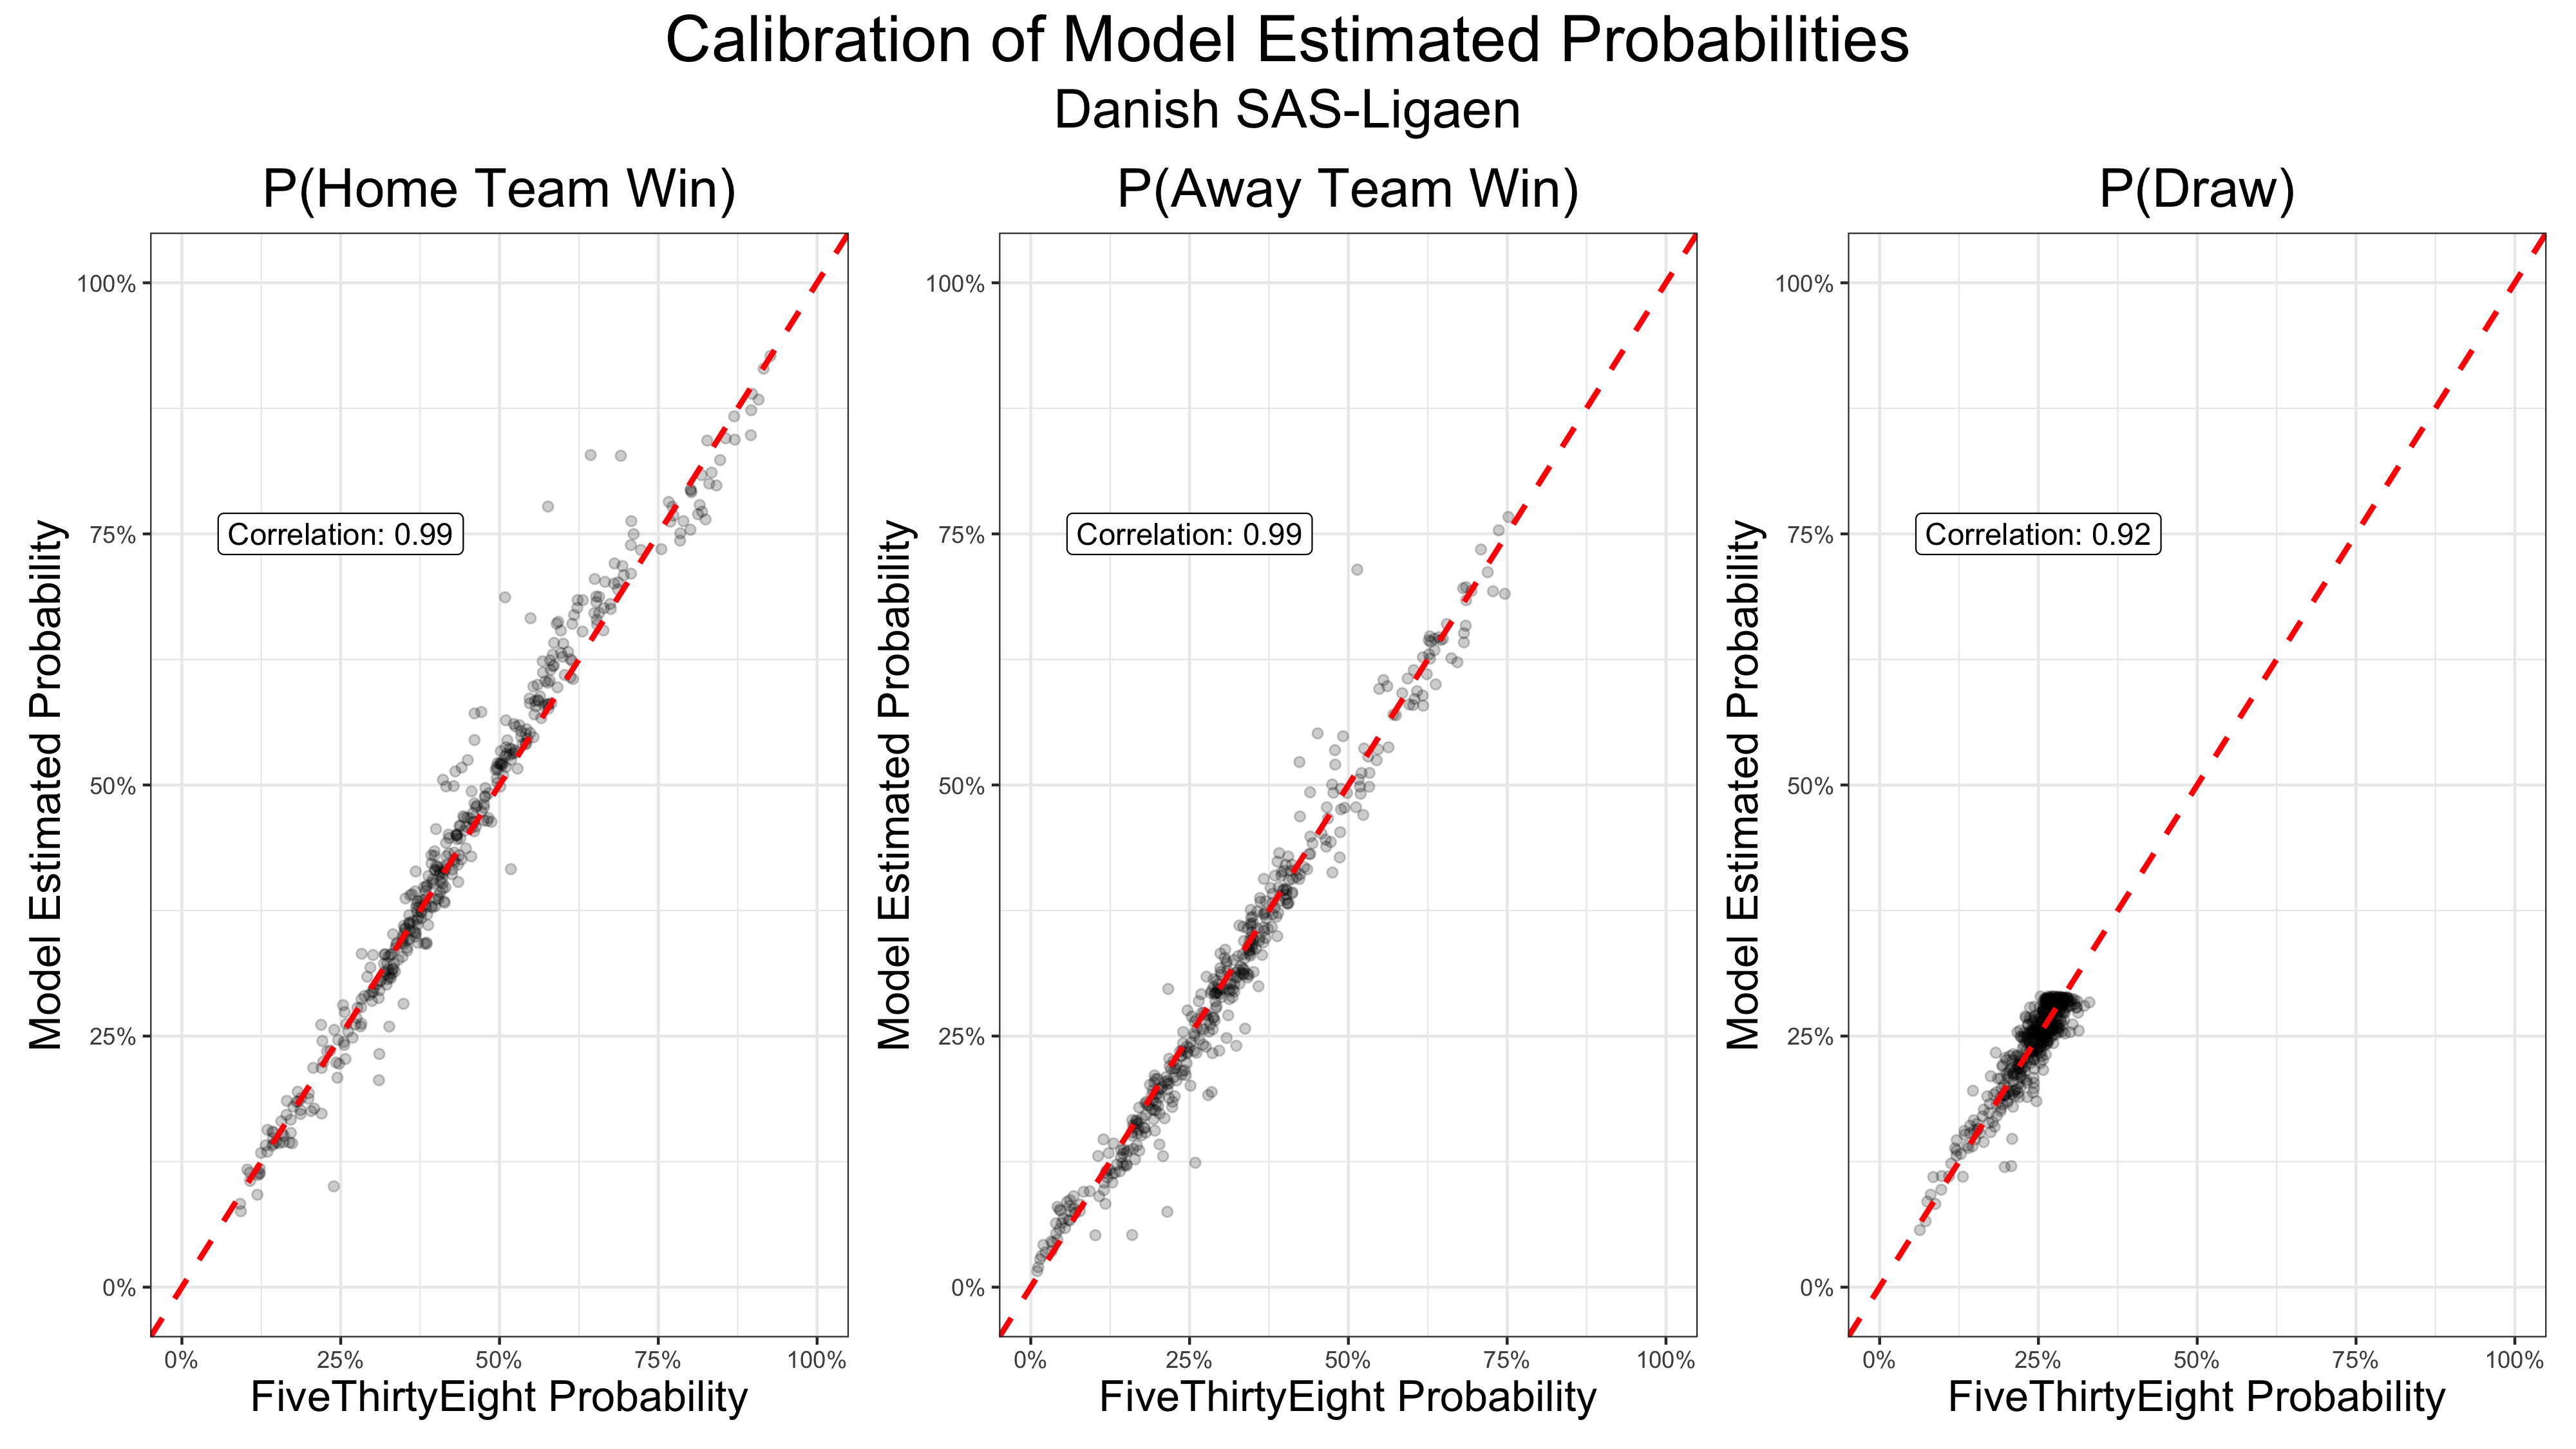 Calibration of Model Estimated Probabilities
Danish SAS-Ligaen
P(Home Team Win)
Model Estimated Probability
100%
75%
50%
25%
0%
Correlation: 0.99
0% 25% 50% 75% 100%
FiveThirtyEight Probability
P(Away Team Win)
Model Estimated Probability
100%
75%
50%
25%
0%
Correlation: 0.99
0% 25% 50% 75% 100%
FiveThirtyEight Probability
P(Draw)
Model Estimated Probability
100%
75%
50%
25%
0%
Correlation: 0.92
0% 25% 50% 75% 100%
FiveThirtyEight Probability